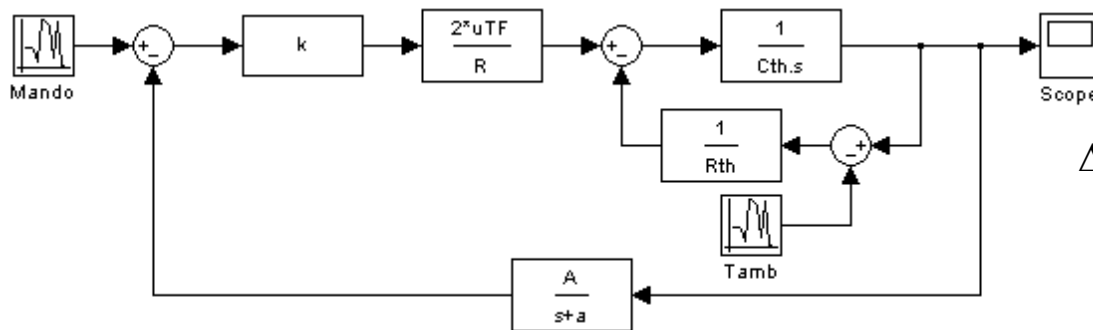 Mando
+
−
k
2*uTF
R
+
−
1
Cth.s
Scope
1
Rth
−
+
Tamb
A
s+a
△